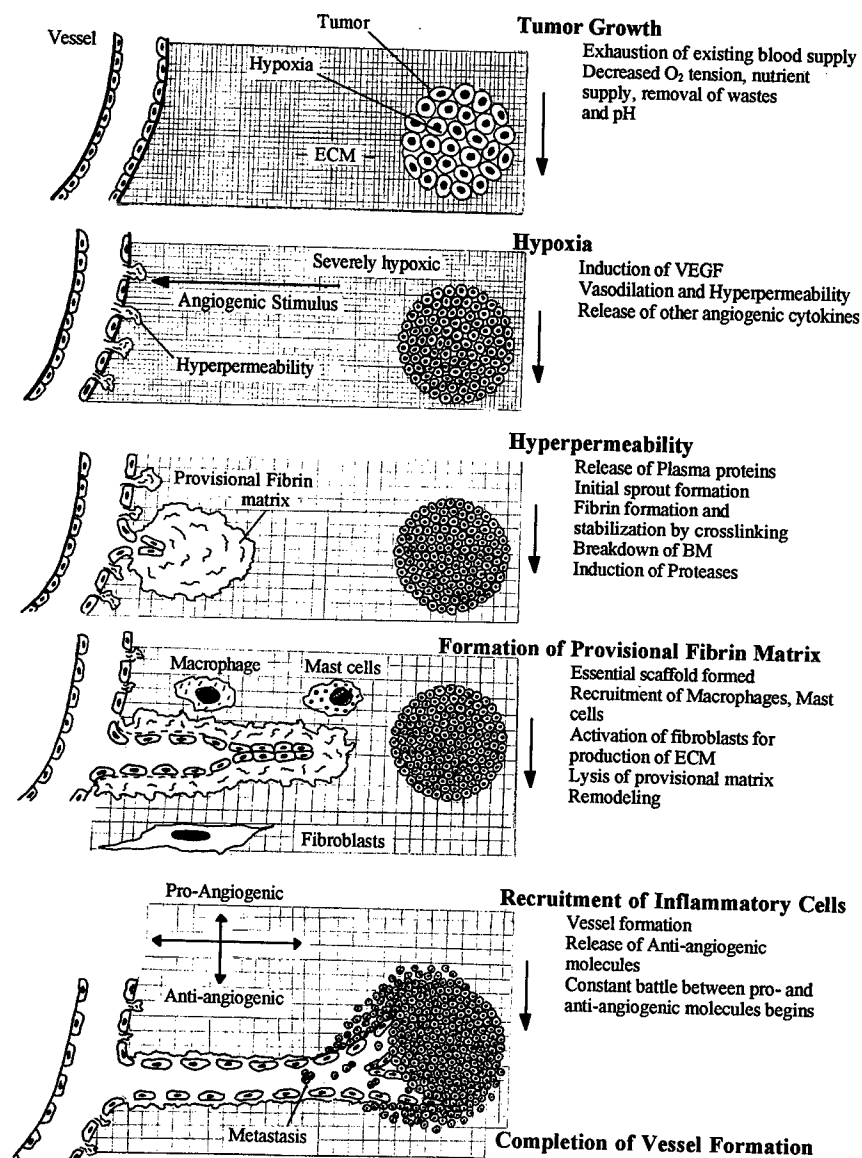 Vessel
Tumor
Hypoxia
ECM
Tumor Growth
Exhaustion of existing blood supply
Decreased O₂ tension, nutrient
supply, removal of wastes
and pH
Severely hypoxic
Angiogenic Stimulus
Hyperpermeability
Hypoxia
Induction of VEGF
Vasodilation and Hyperpermeability
Release of other angiogenic cytokines
Provisional Fibrin
matrix
Hyperpermeability
Release of Plasma proteins
Initial sprout formation
Fibrin formation and
stabilization by crosslinking
Breakdown of BM
Induction of Proteases
Macrophage
Mast cells
Fibroblasts
Formation of Provisional Fibrin Matrix
Essential scaffold formed
Recruitment of Macrophages, Mast
cells
Activation of fibroblasts for
production of ECM
Lysis of provisional matrix
Remodeling
Pro-Angiogenic
Anti-angiogenic
Metastasis
Recruitment of Inflammatory Cells
Vessel formation
Release of Anti-angiogenic
molecules
Constant battle between pro- and
anti-angiogenic molecules begins
Completion of Vessel Formation